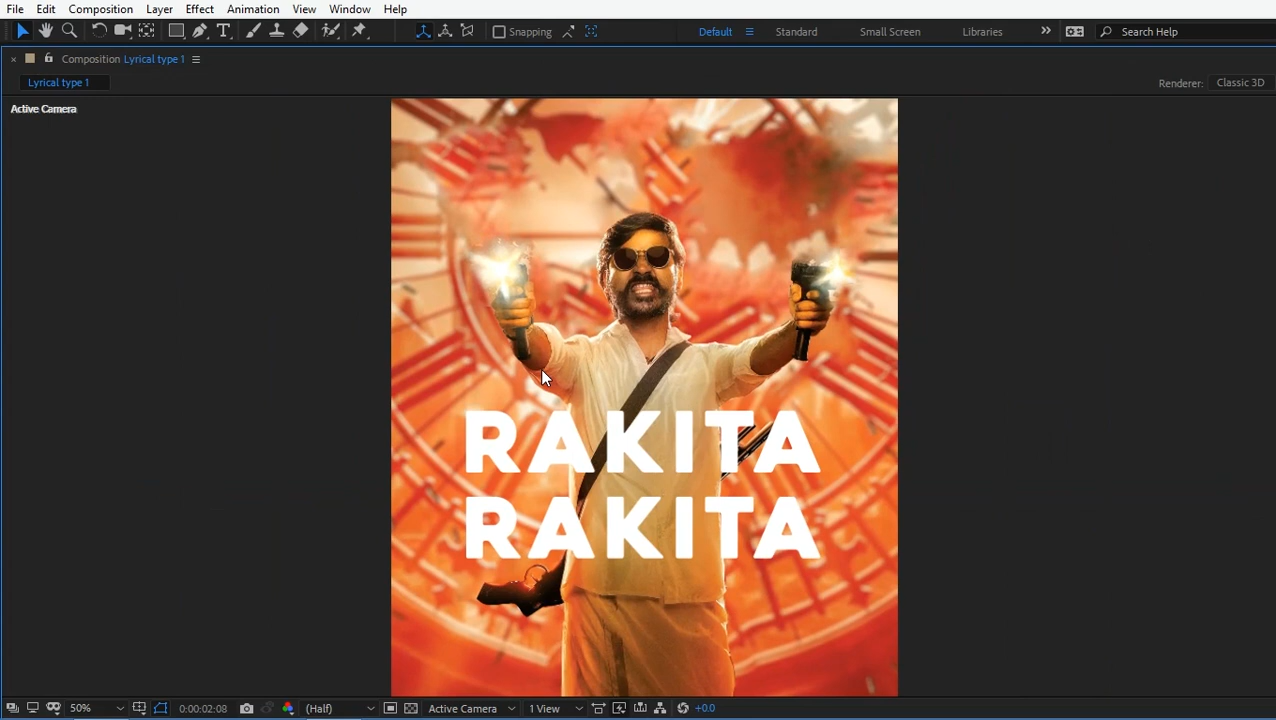 File Edit Composition Layer Effect Animation View Window Help
Snapping Default Standard Small Screen Libraries Search Help
Composition Lyrical type 1
Lyrical type 1 Renderer: Classic 3D
Active Camera
RAKITA
RAKITA
50% 0:00:02:08 (Half) Active Camera 1 View +0.0